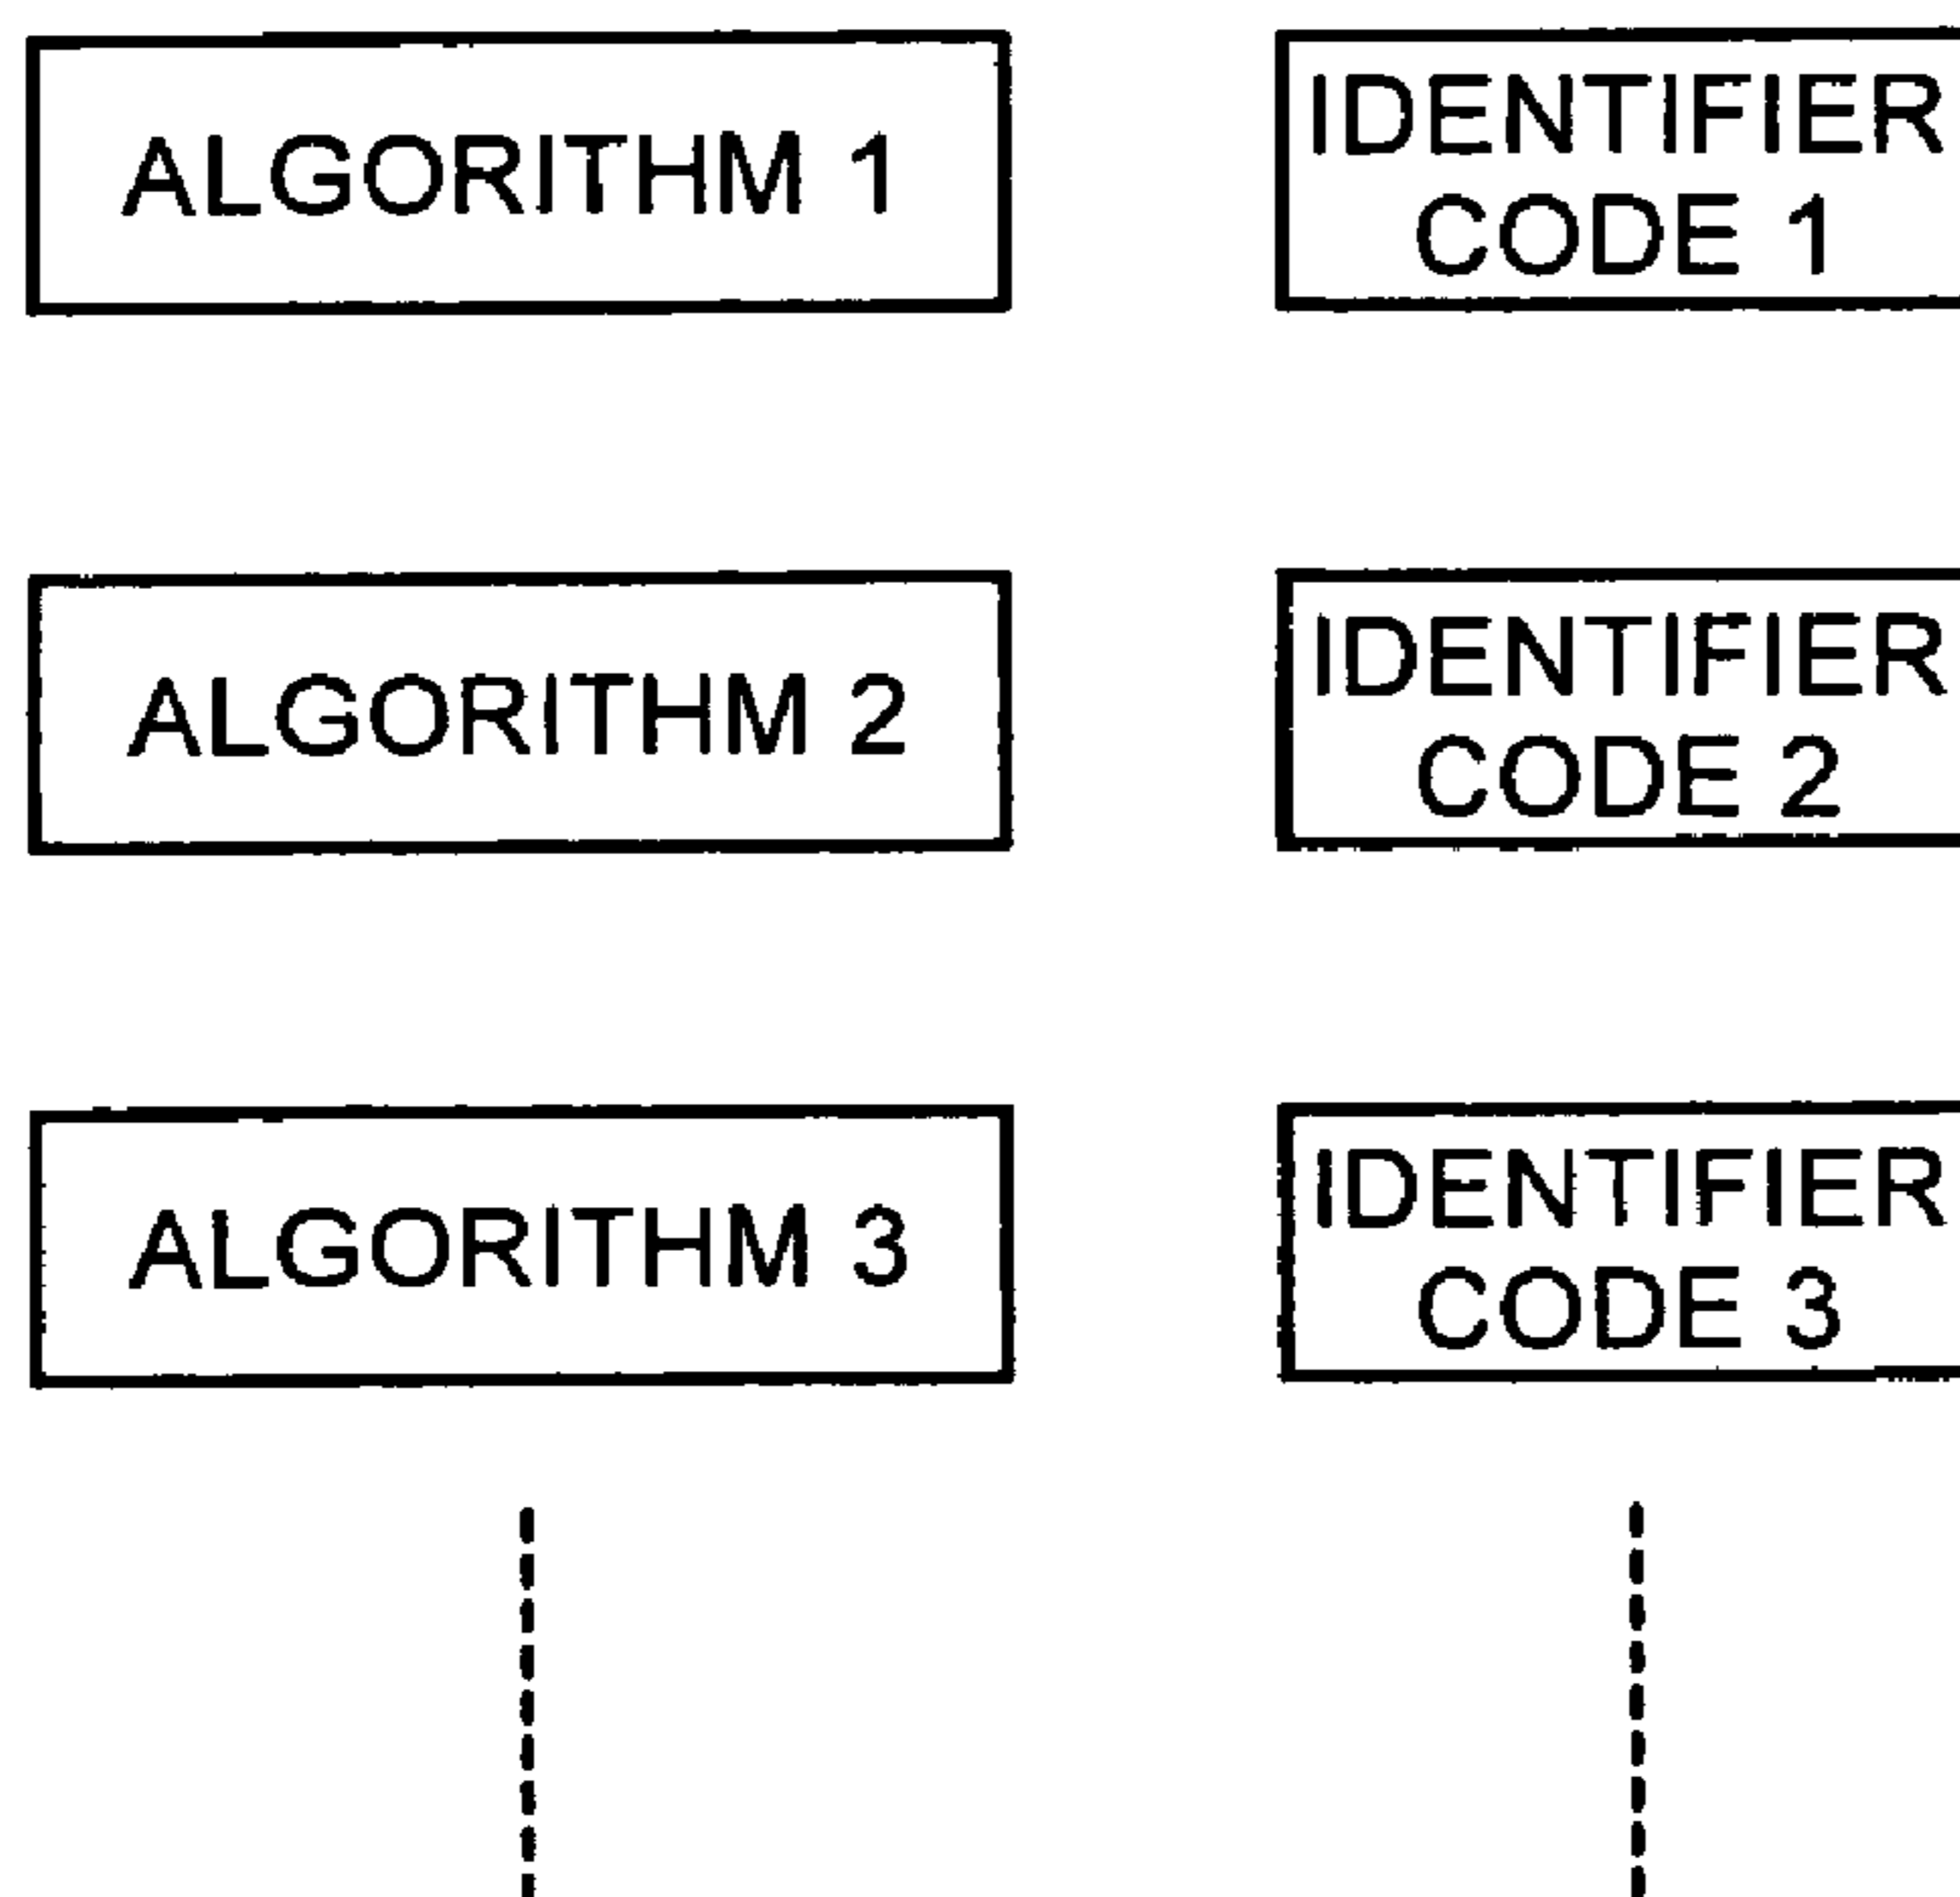 ALGORITHM 1
IDENTIFIER
CODE 1
ALGORITHM 2
IDENTIFIER
CODE 2
ALGORITHM 3
IDENTIFIER
CODE 3